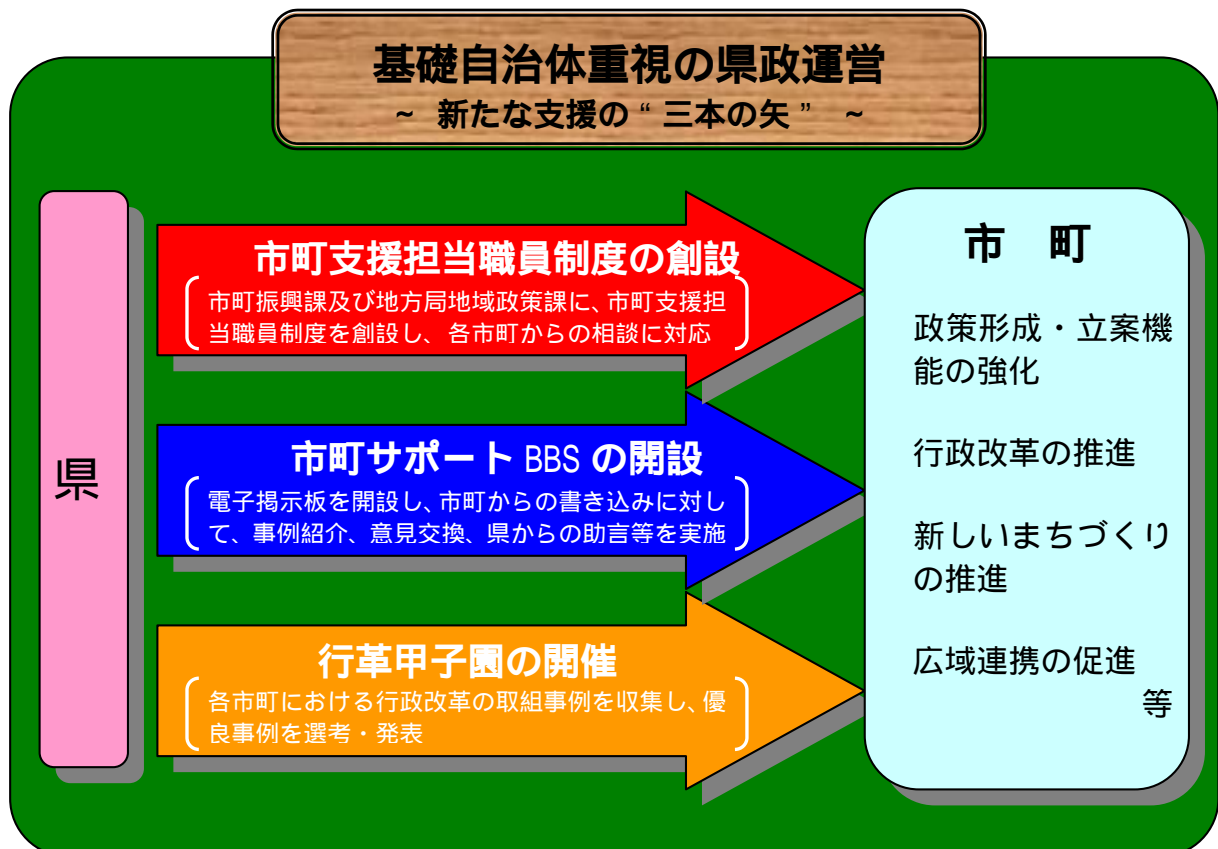 基礎自治体重視の県政運営
~ 新たな支援の“三本の矢” ~
県
市町支援担当職員制度の創設
市町振興課及び地方局地域政策課に、市町支援担
当職員制度を創設し、各市町からの相談に対応
市町サポート BBS の開設
電子掲示板を開設し、市町からの書き込みに対し
て、事例紹介、意見交換、県からの助言等を実施
行革甲子園の開催
各市町における行政改革の取組事例を収集し、優
良事例を選考・発表
市 町
政策形成・立案機
能の強化
行政改革の推進
新しいまちづくり
の推進
広域連携の促進
等